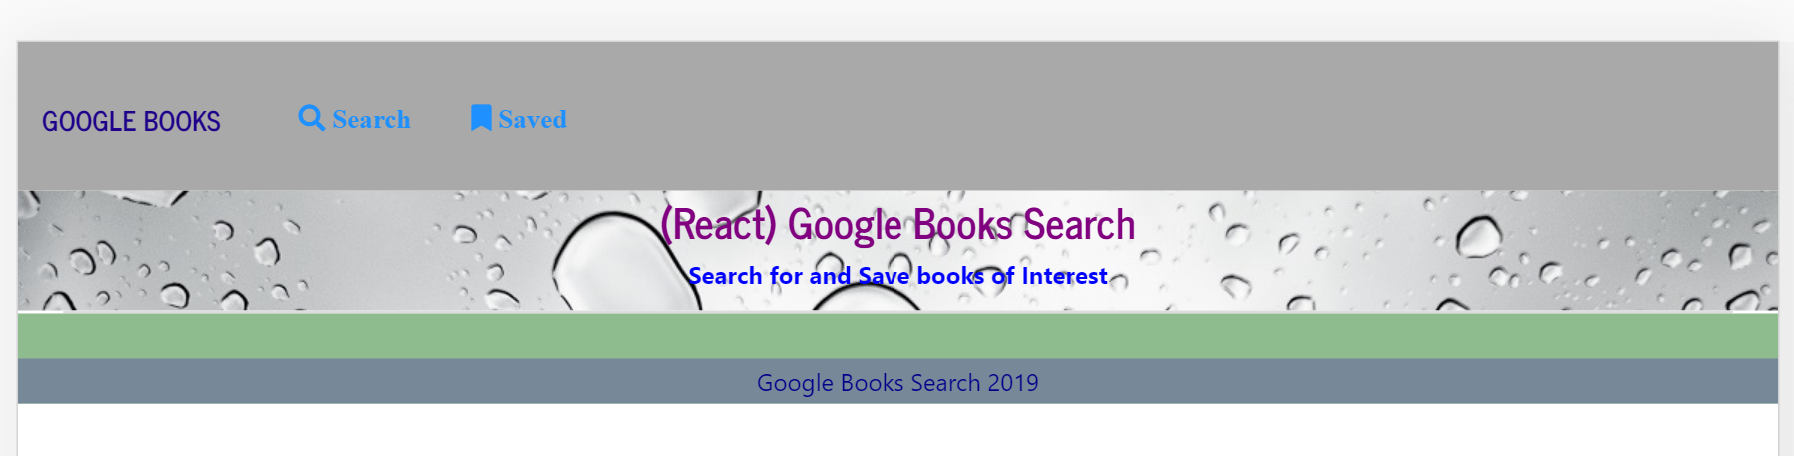 GOOGLE BOOKS Search Saved
(React) Google Books Search
Search for and Save books of Interest
Google Books Search 2019